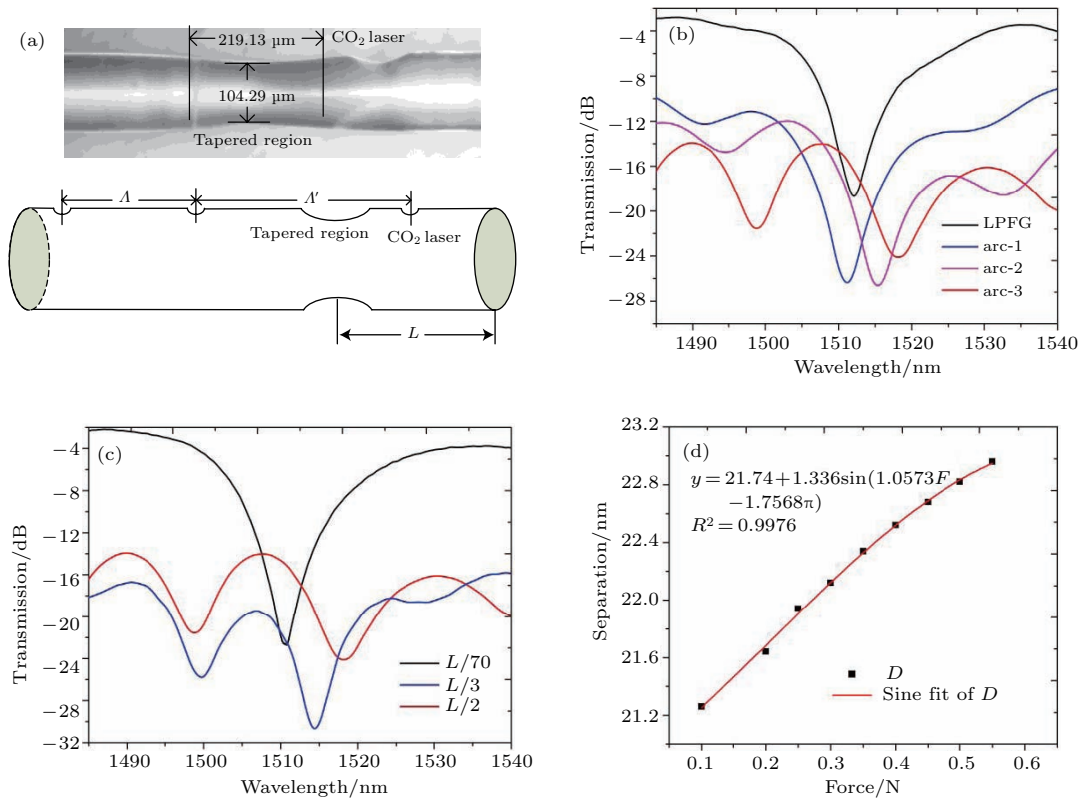 (a)
219.13 µm
CO2 laser
104.29 µm
Tapered region
Λ
Λ′
Tapered region
CO2 laser
L
(b)
Transmission/dB
−4
−8
−12
−16
−20
−24
−28
LPFG
arc-1
arc-2
arc-3
1490 1500 1510 1520 1530 1540
Wavelength/nm
(c)
Transmission/dB
−4
−8
−12
−16
−20
−24
−28
−32
L/70
L/3
L/2
1490 1500 1510 1520 1530 1540
Wavelength/nm
(d)
y = 21.74+1.336sin(1.0573F
−1.7568π)
R² = 0.9976
Separation/nm
23.2
22.8
22.4
22.0
21.6
21.2
D
Sine fit of D
0.1 0.2 0.3 0.4 0.5 0.6
Force/N